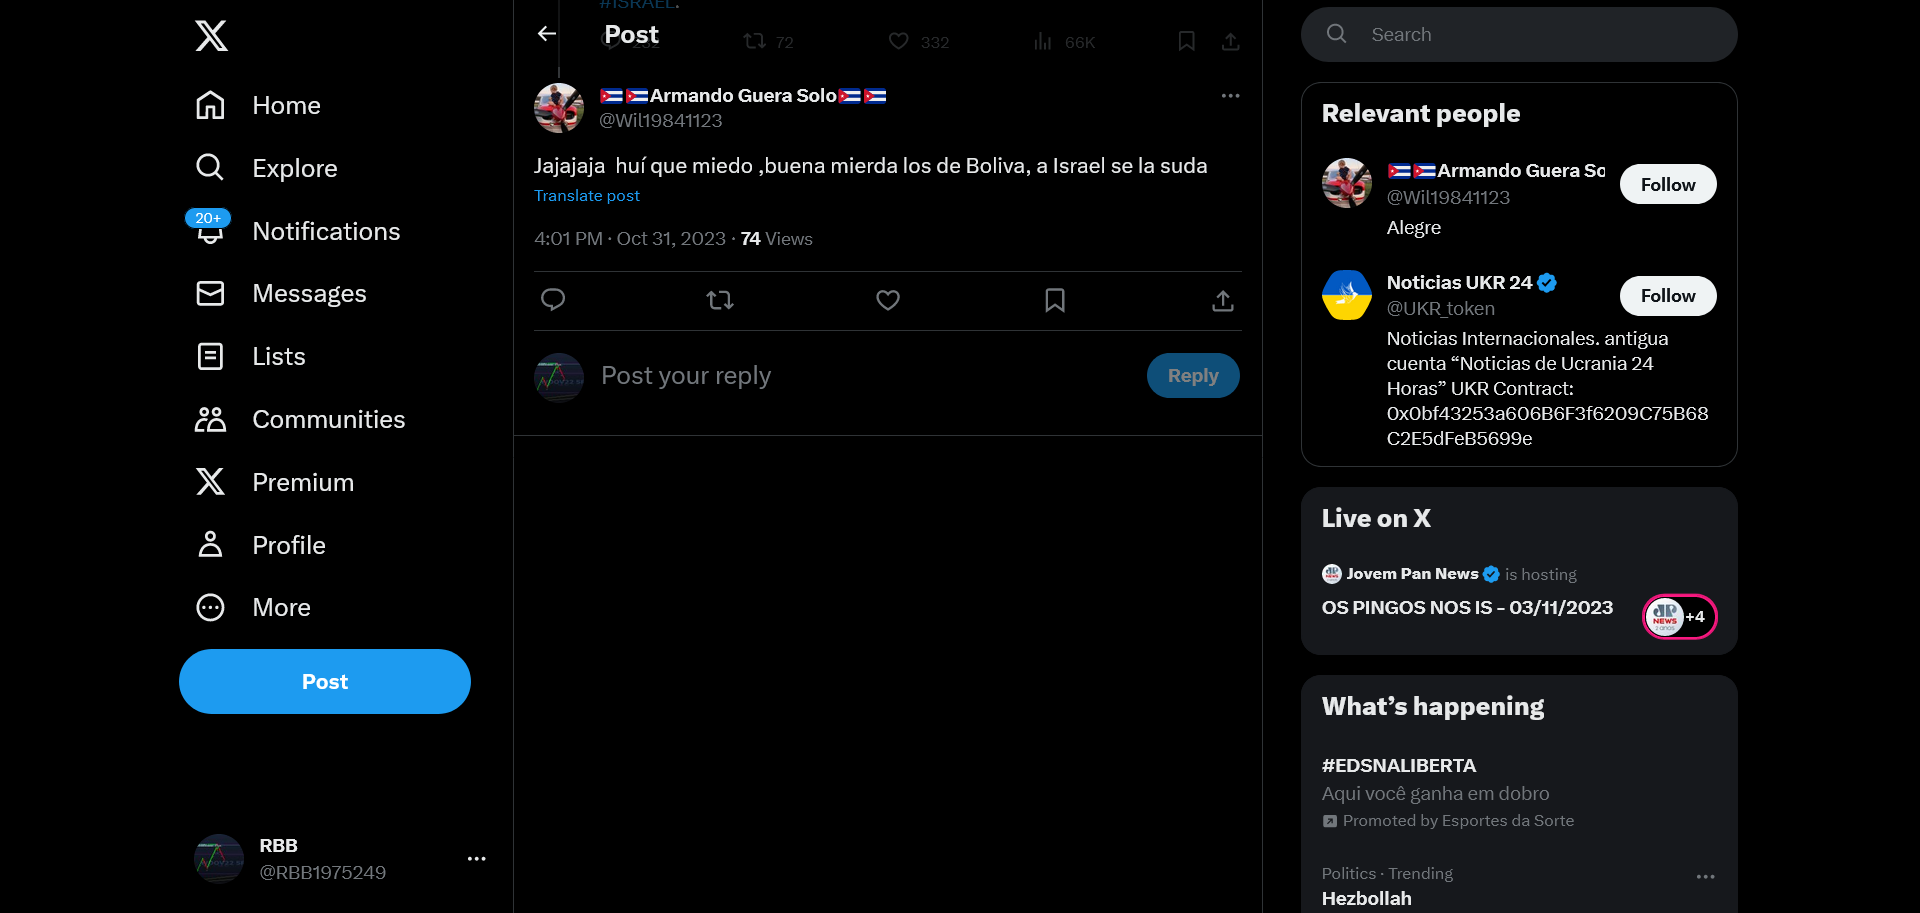 Home
Explore
20+
Notifications
Messages
Lists
Communities
Premium
Profile
More
Post
RBB
@RBB1975249
#ISRAEL.
Post
232 72 332 66K
Armando Guera Solo
@Wil19841123
Jajajaja huí que miedo ,buena mierda los de Boliva, a Israel se la suda
Translate post
4:01 PM · Oct 31, 2023 · 74 Views
Post your reply
Reply
Search
Relevant people
Armando Guera So
@Wil19841123
Follow
Alegre
Noticias UKR 24
@UKR_token
Follow
Noticias Internacionales. antigua
cuenta “Noticias de Ucrania 24
Horas” UKR Contract:
0x0bf43253a606B6F3f6209C75B68
C2E5dFeB5699e
Live on X
Jovem Pan News is hosting
OS PINGOS NOS IS - 03/11/2023
JP
NEWS
+4
What’s happening
#EDSNALIBERTA
Aqui você ganha em dobro
Promoted by Esportes da Sorte
Politics · Trending
Hezbollah